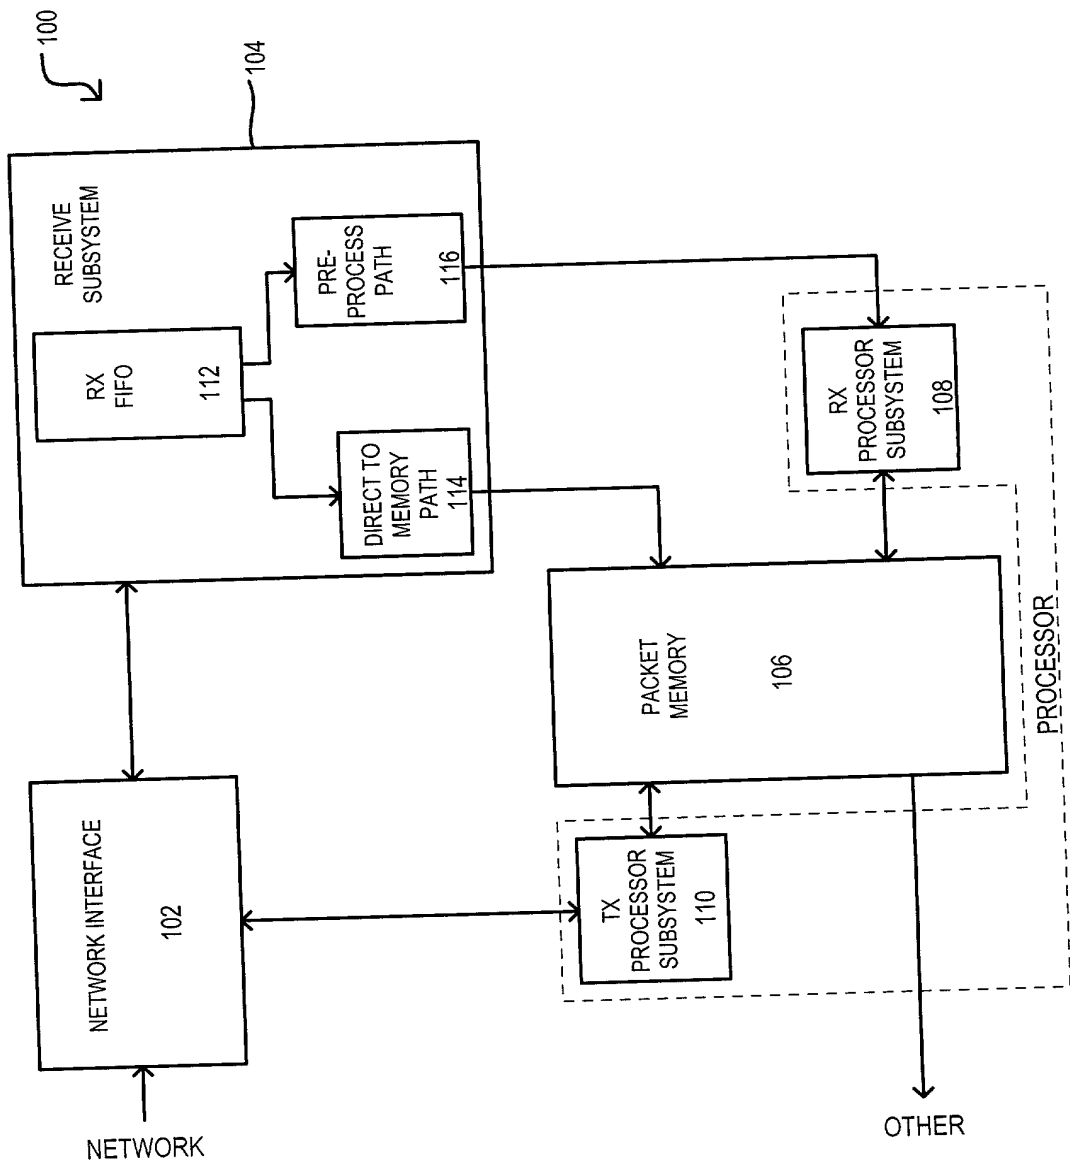 100
104
RECEIVE
SUBSYSTEM
RX
FIFO
112
PRE-
PROCESS
PATH
116
DIRECT TO
MEMORY
PATH
114
NETWORK INTERFACE
102
NETWORK
PACKET
MEMORY
106
RX
PROCESSOR
SUBSYSTEM
108
TX
PROCESSOR
SUBSYSTEM
110
PROCESSOR
OTHER